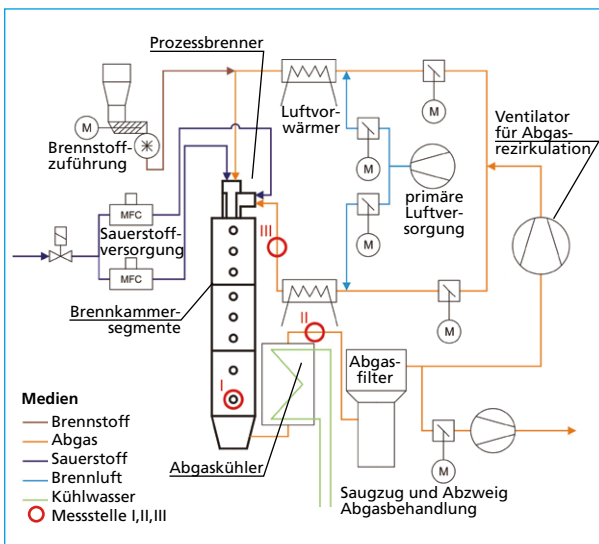 Prozessbrenner
M
Brennstoff-
zuführung
Luftvor-
wärmer
M
M
Ventilator
für Abgas-
rezirkulation
primäre
Luftver-
sorgung
M
MFC
Sauerstoff-
versorgung
MFC
III
M
Brennkammer-
segmente
II
I
Abgas-
filter
Medien
Brennstoff
Abgas
Sauerstoff
Brennluft
Kühlwasser
Messstelle I,II,III
Abgaskühler
M
Saugzug und Abzweig
Abgasbehandlung